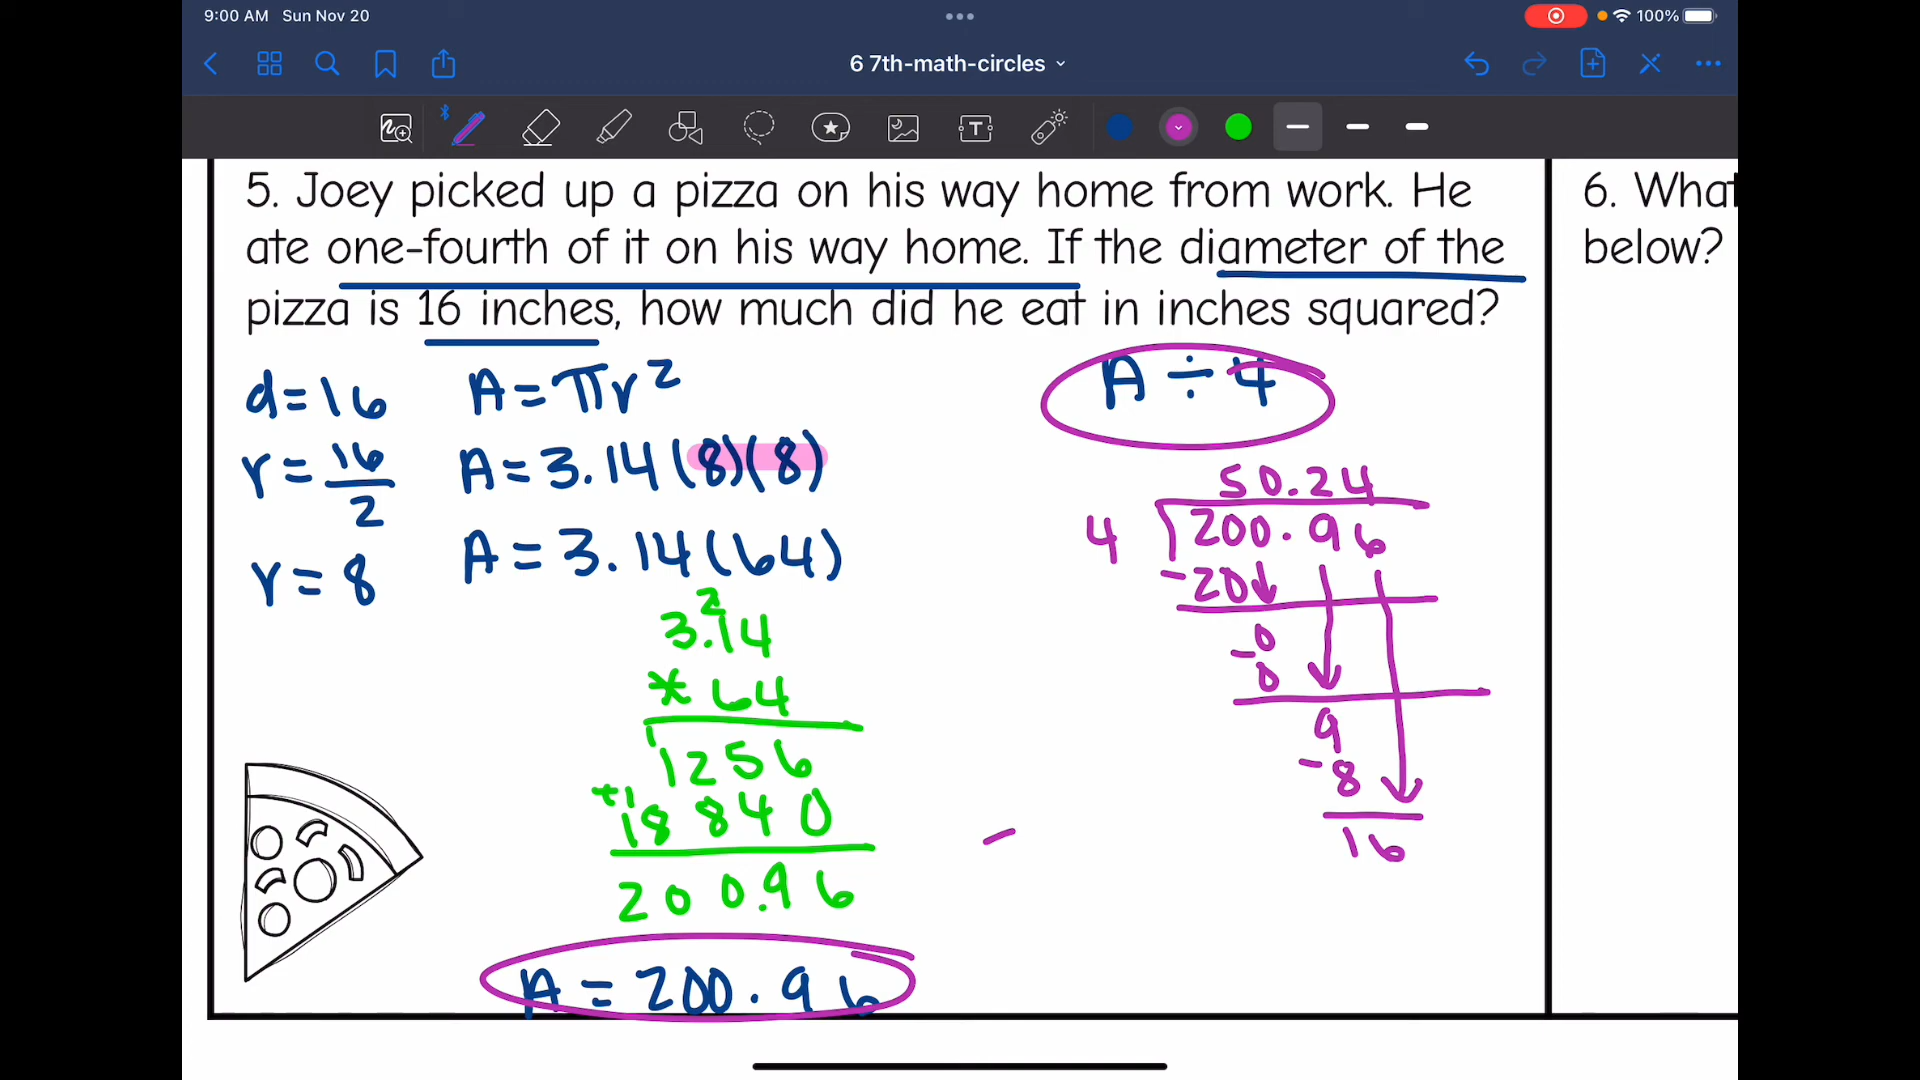 9:00 AM Sun Nov 20
100%
6 7th-math-circles
T
5. Joey picked up a pizza on his way home from work. He
ate one-fourth of it on his way home. If the diameter of the
pizza is 16 inches, how much did he eat in inches squared?
d=16
r=16/2
r=8
A=πr²
A=3.14(8)(8)
A=3.14(64)
2
3.14
* 64
1
1256
+1
18840
200.96
A=200.96
A÷4
50.24
4 200.96
-20
0
-0
9
-8
16
-
6. What
below?